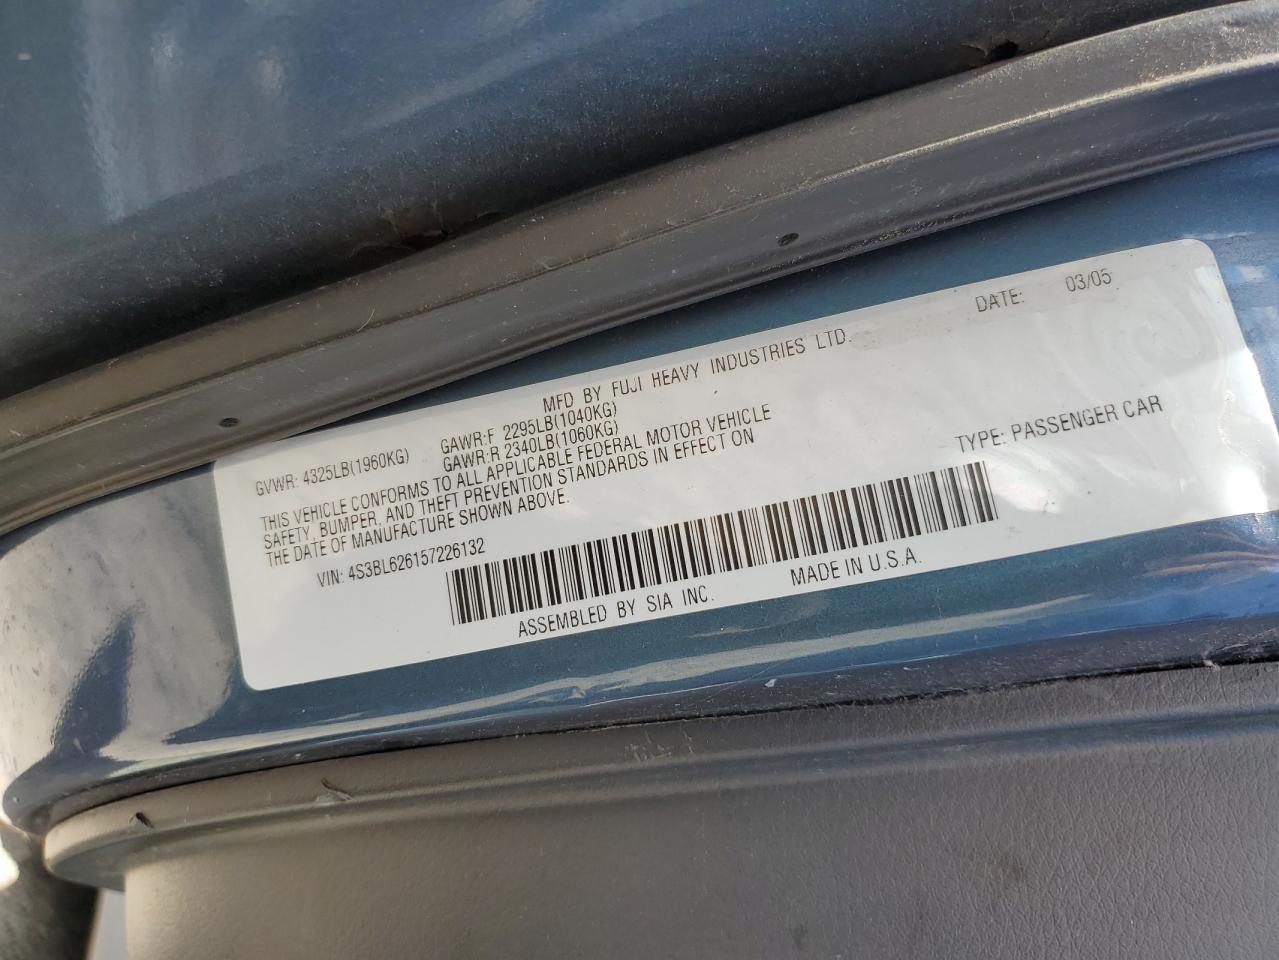 MFD BY FUJI HEAVY INDUSTRIES LTD. DATE: 03/05
GVWR: 4325LB(1960KG) GAWR:F 2295LB(1040KG)
GAWR:R 2340LB(1060KG)
THIS VEHICLE CONFORMS TO ALL APPLICABLE FEDERAL MOTOR VEHICLE
SAFETY, BUMPER, AND THEFT PREVENTION STANDARDS IN EFFECT ON
THE DATE OF MANUFACTURE SHOWN ABOVE.
VIN: 4S3BL626157226132 TYPE: PASSENGER CAR
ASSEMBLED BY SIA INC. MADE IN U.S.A.